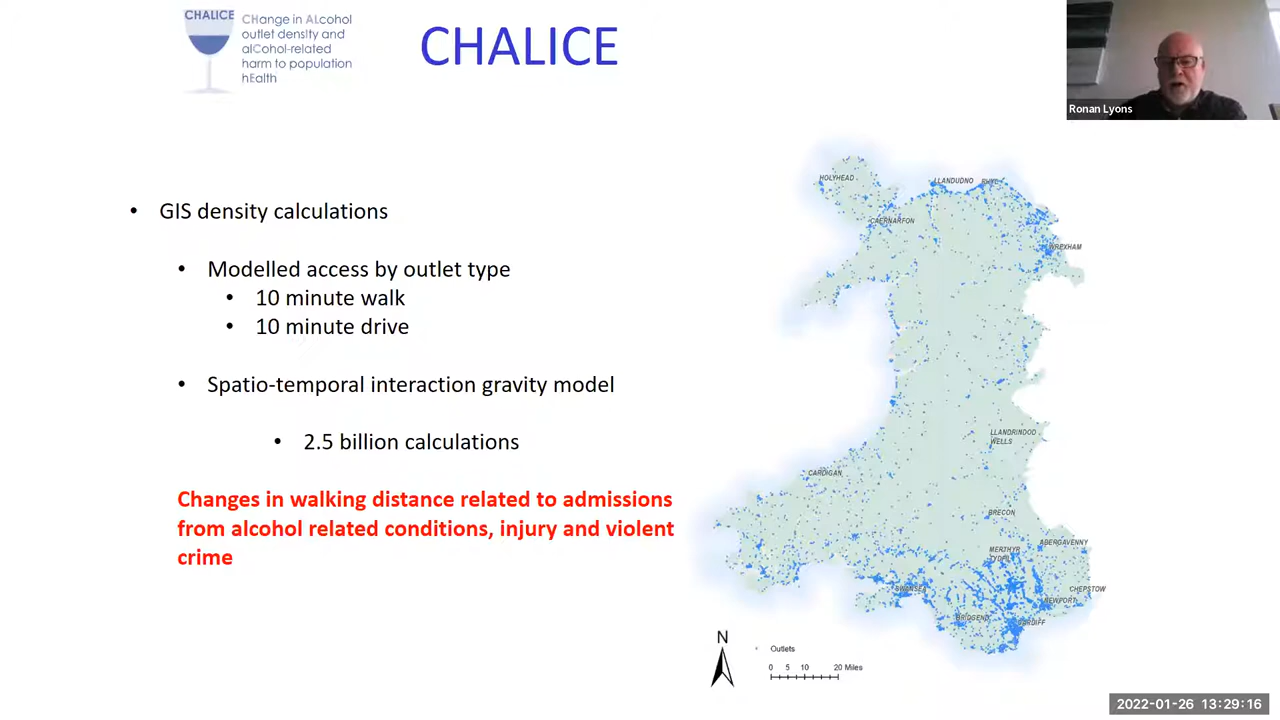 CHALICE
CHange in ALcohol
outlet density and
alCohol-related
harm to population
hEalth
CHALICE
Ronan Lyons
• GIS density calculations
• Modelled access by outlet type
• 10 minute walk
• 10 minute drive
• Spatio-temporal interaction gravity model
• 2.5 billion calculations
Changes in walking distance related to admissions
from alcohol related conditions, injury and violent
crime
HOLYHEAD
LLANDUDNO
CAERNARFON
WREXHAM
LLANDRINDOD
WELLS
CARDIGAN
BRECON
ABERGAVENNY
MERTHYR
CHEPSTOW
SWANSEA
NEWPORT
BRIDGEND
CARDIFF
N
Outlets
0 5 10 20 Miles
2022-01-26 13:29:16